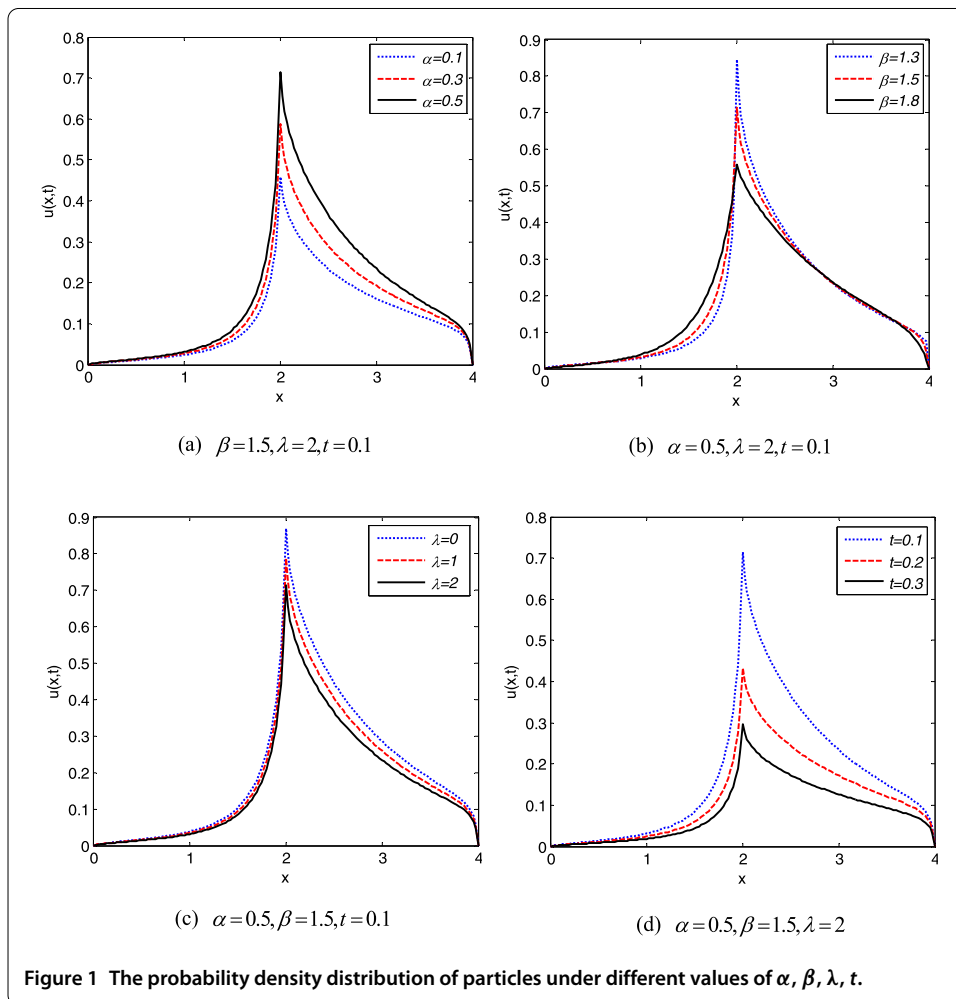 0.8
0.7
0.6
0.5
0.4
0.3
0.2
0.1
0
u(x,t)
α=0.1
α=0.3
α=0.5
0 1 2 3 4
x
(a) β=1.5,λ=2,t=0.1
0.9
0.8
0.7
0.6
0.5
0.4
0.3
0.2
0.1
0
u(x,t)
β=1.3
β=1.5
β=1.8
0 1 2 3 4
x
(b) α=0.5,λ=2,t=0.1
0.9
0.8
0.7
0.6
0.5
0.4
0.3
0.2
0.1
0
u(x,t)
λ=0
λ=1
λ=2
0 1 2 3 4
x
(c) α=0.5,β=1.5,t=0.1
0.8
0.7
0.6
0.5
0.4
0.3
0.2
0.1
0
u(x,t)
t=0.1
t=0.2
t=0.3
0 1 2 3 4
x
(d) α=0.5,β=1.5,λ=2
Figure 1 The probability density distribution of particles under different values of α, β, λ, t.